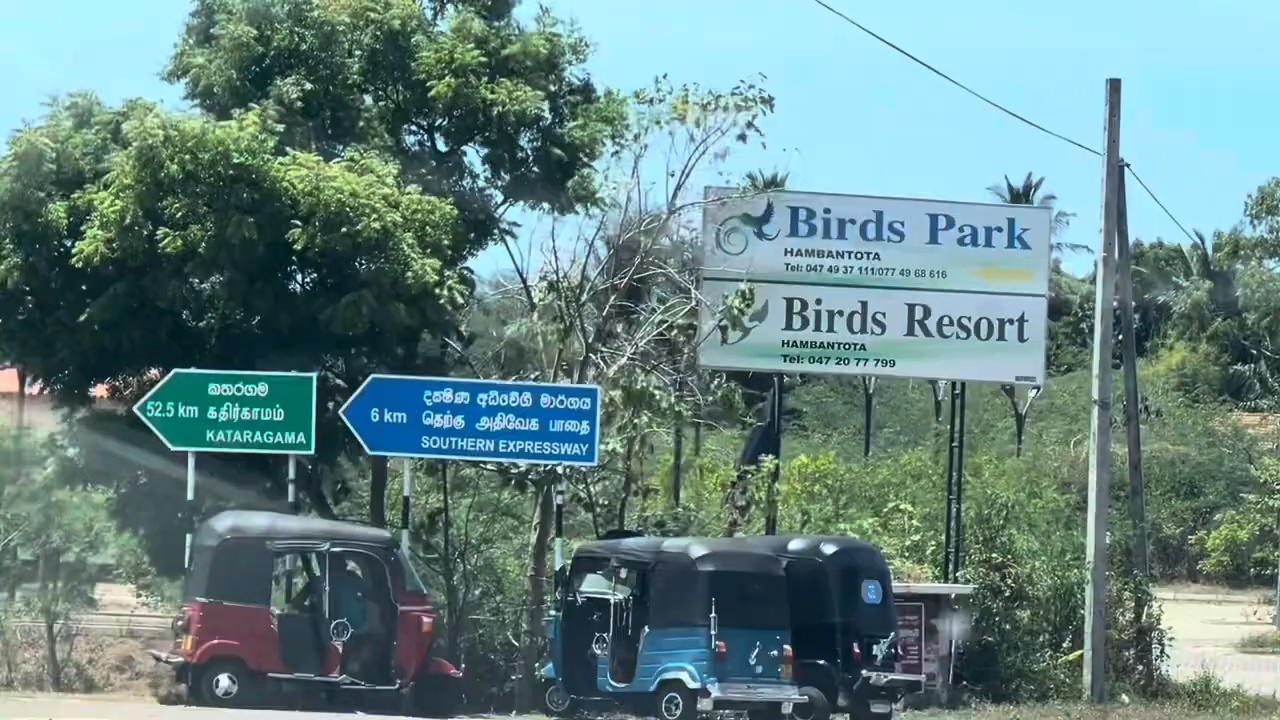 කතරගම
52.5 km கதிர்காமம்
KATARAGAMA
දක්ෂිණ අධිවේගී මාර්ගය
6 km தெற்கு அதிவேக பாதை
SOUTHERN EXPRESSWAY
Birds Park
HAMBANTOTA
Tel: 047 49 37 111/077 49 68 616
Birds Resort
HAMBANTOTA
Tel: 047 20 77 799